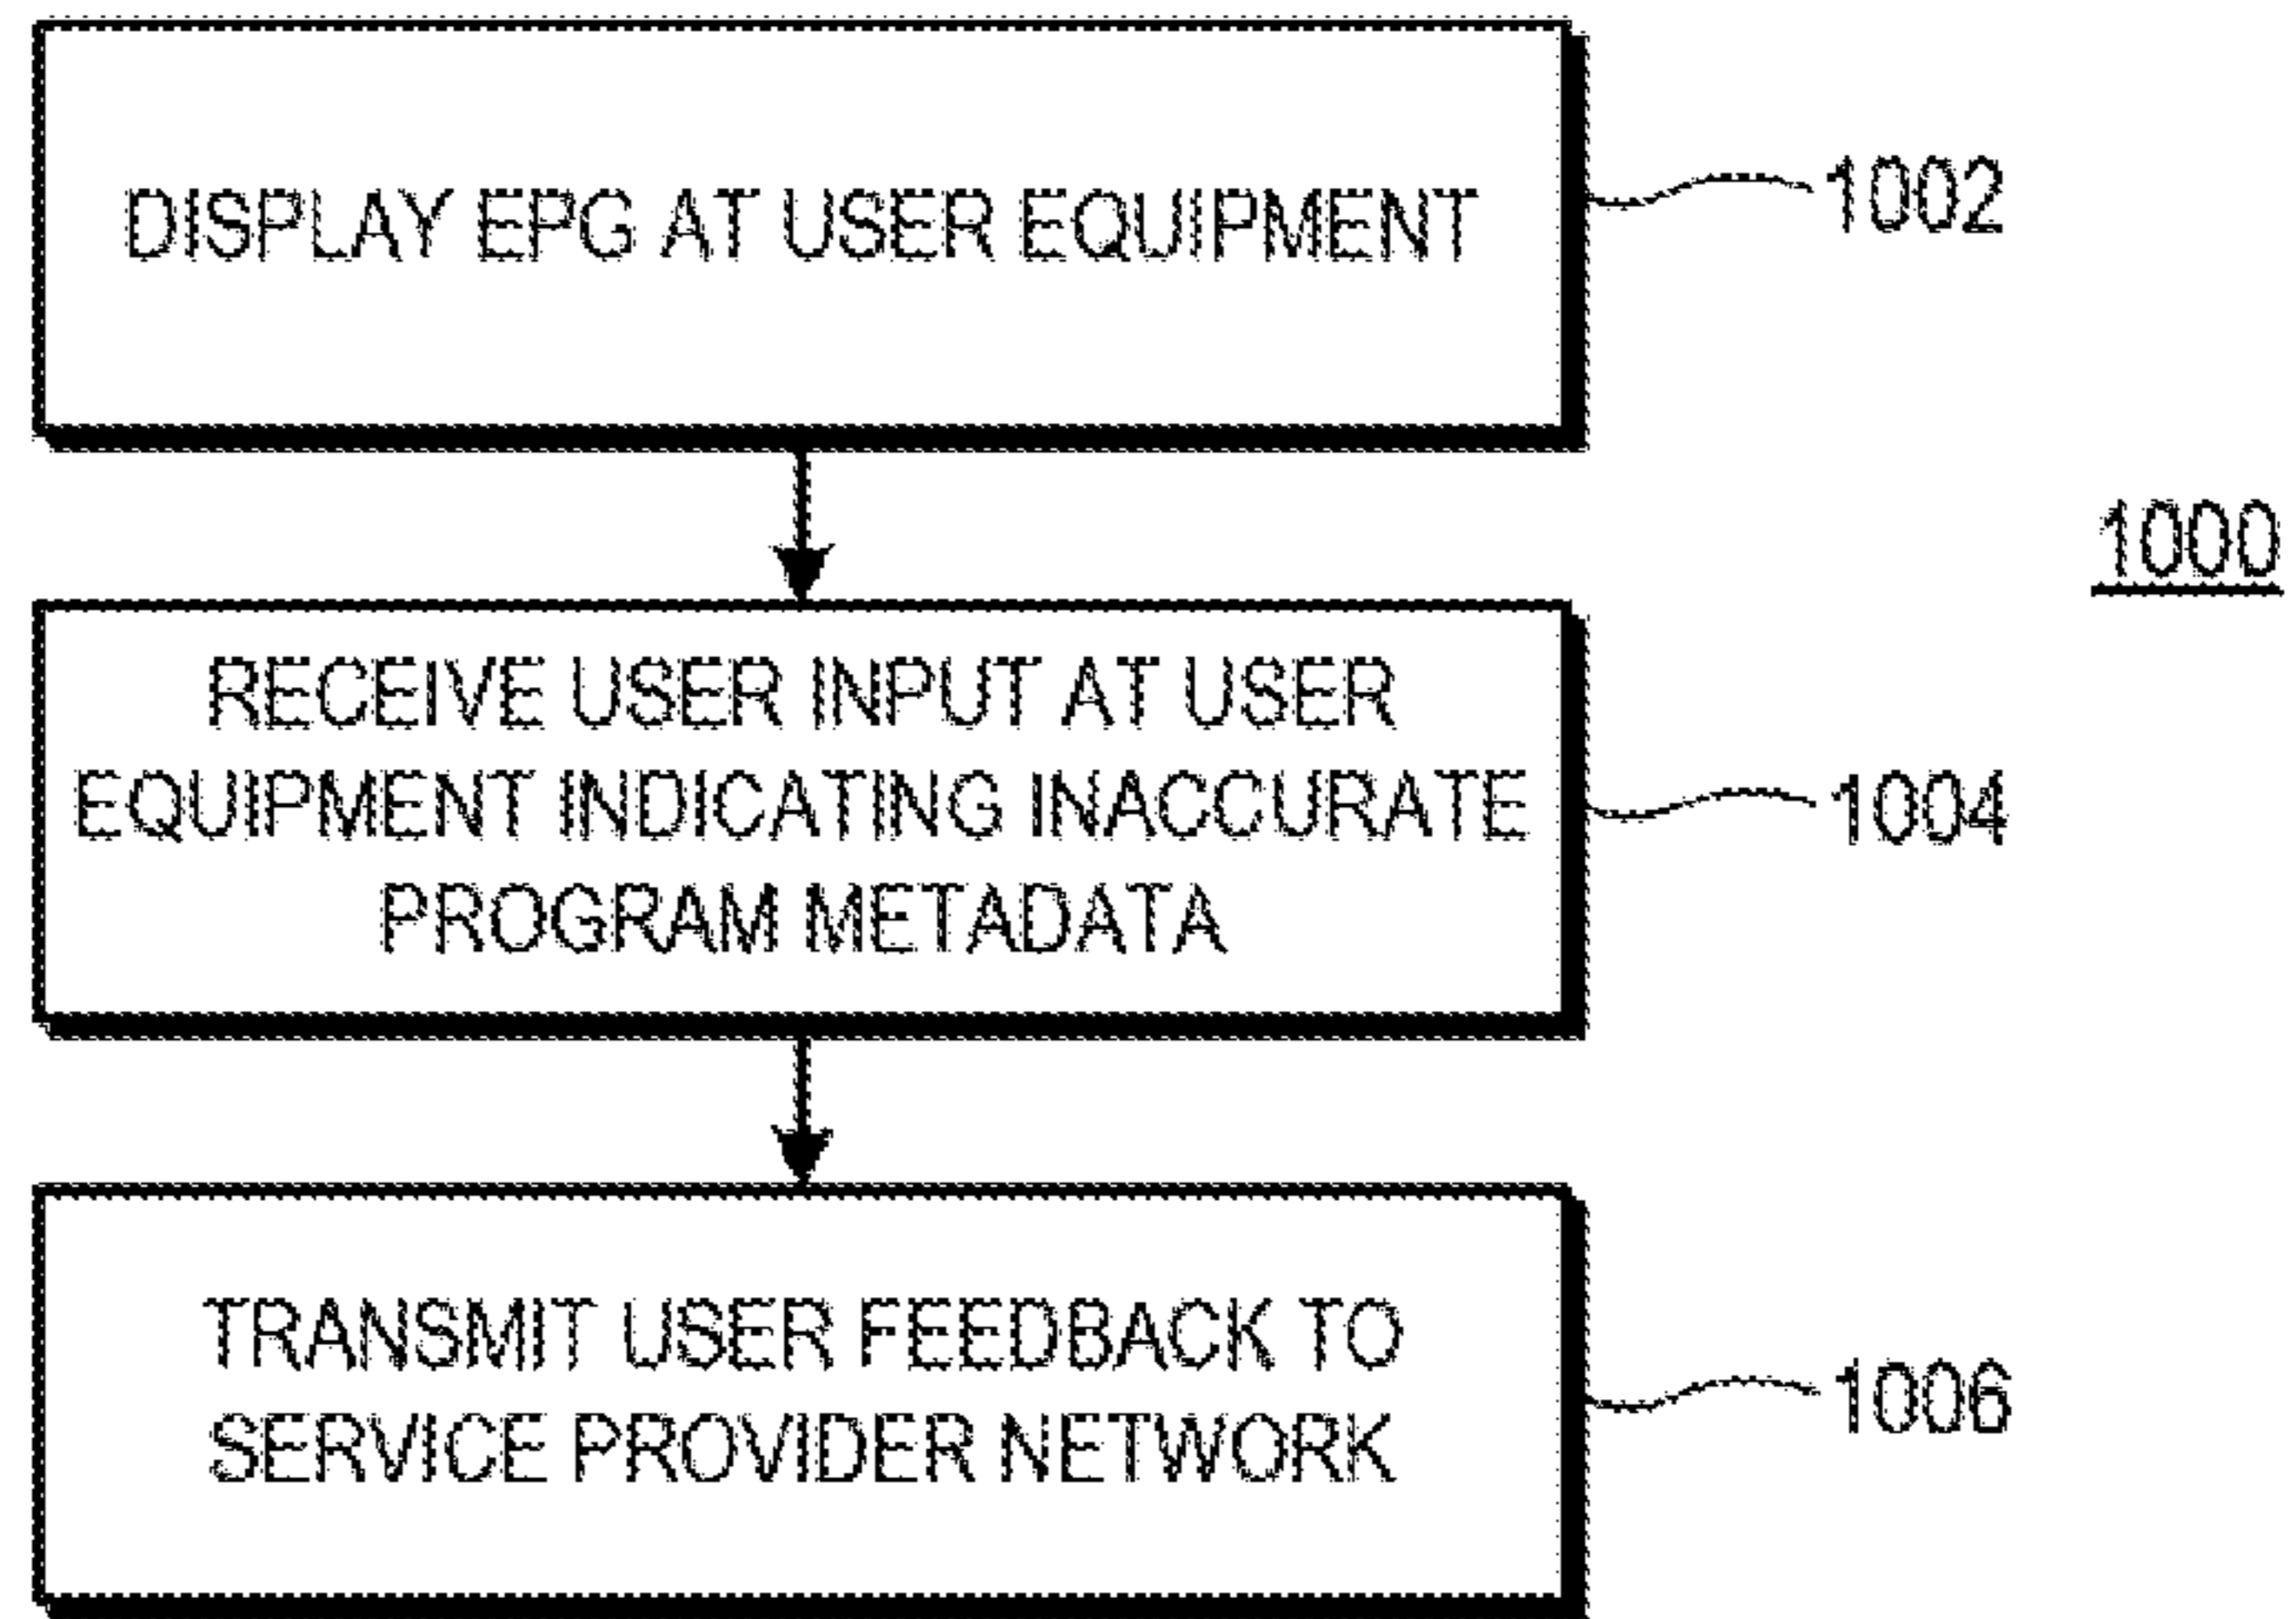 DISPLAY EPG AT USER EQUIPMENT
1002
1000
RECEIVE USER INPUT AT USER
EQUIPMENT INDICATING INACCURATE
PROGRAM METADATA
1004
TRANSMIT USER FEEDBACK TO
SERVICE PROVIDER NETWORK
1006